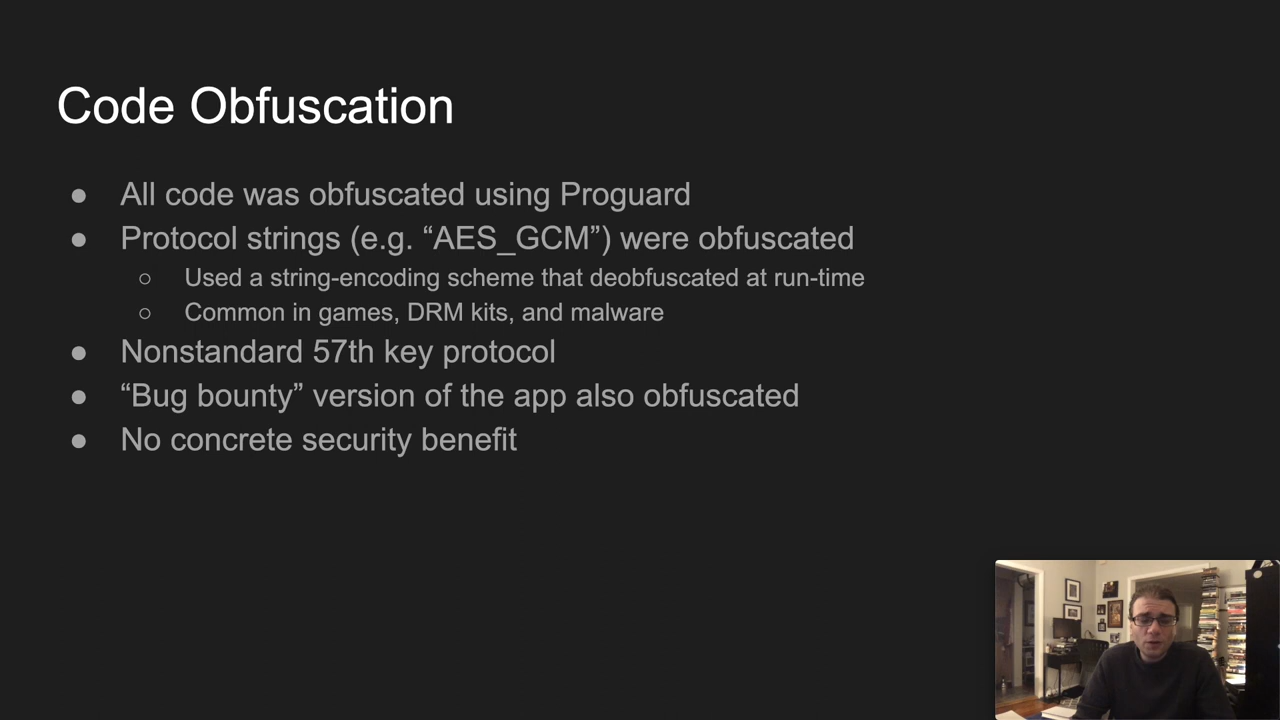 Code Obfuscation
● All code was obfuscated using Proguard
● Protocol strings (e.g. “AES_GCM”) were obfuscated
○ Used a string-encoding scheme that deobfuscated at run-time
○ Common in games, DRM kits, and malware
● Nonstandard 57th key protocol
● “Bug bounty” version of the app also obfuscated
● No concrete security benefit